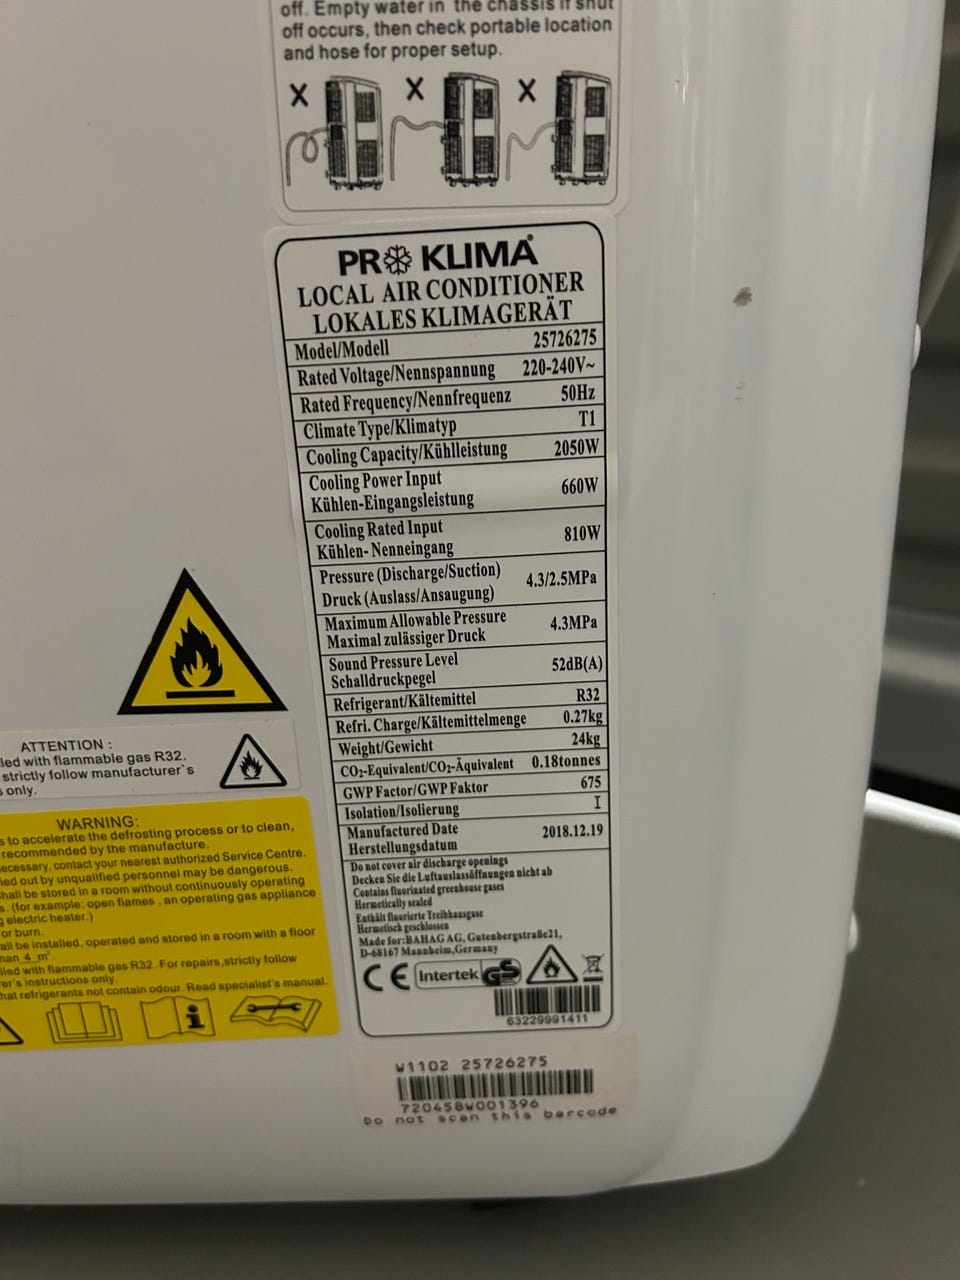 off. Empty water in the chassis if shut
off occurs, then check portable location
and hose for proper setup.
X X X
PROKLIMA®
LOCAL AIR CONDITIONER
LOKALES KLIMAGERÄT
Model/Modell 25726275
Rated Voltage/Nennspannung 220-240V~
Rated Frequency/Nennfrequenz 50Hz
Climate Type/Klimatyp T1
Cooling Capacity/Kühlleistung 2050W
Cooling Power Input
Kühlen-Eingangsleistung 660W
Cooling Rated Input
Kühlen- Nenneingang 810W
Pressure (Discharge/Suction)
Druck (Auslass/Ansaugung) 4.3/2.5MPa
Maximum Allowable Pressure
Maximal zulässiger Druck 4.3MPa
Sound Pressure Level
Schalldruckpegel 52dB(A)
Refrigerant/Kältemittel R32
Refri. Charge/Kältemittelmenge 0.27kg
Weight/Gewicht 24kg
CO₂-Equivalent/CO₂-Äquivalent 0.18tonnes
GWP Factor/GWP Faktor 675
Isolation/Isolierung I
Manufactured Date
Herstellungsdatum 2018.12.19
Do not cover air discharge openings
Decken Sie die Luftauslassöffnungen nicht ab
Contains fluorinated greenhouse gases
Hermetically sealed
Enthält fluorierte Treibhausgase
Hermetisch geschlossen
Made for:BAHAG AG, Gutenbergstraße21,
D-68167 Mannheim,Germany
CE Intertek GS
63229991411
W1102 25726275
720458W001396
Do not scan this barcode
ATTENTION :
led with flammable gas R32.
strictly follow manufacturer`s
s only.
WARNING:
s to accelerate the defrosting process or to clean,
recommended by the manufacture.
ecessary, contact your nearest authorized Service Centre.
ied out by unqualified personnel may be dangerous.
shall be stored in a room without continuously operating
s. (for example: open flames , an operating gas appliance
g electric heater.)
or burn.
all be installed, operated and stored in a room with a floor
han 4 m²
lled with flammable gas R32. For repairs,strictly follow
er's instructions only.
hat refrigerants not contain odour. Read specialist's manual.